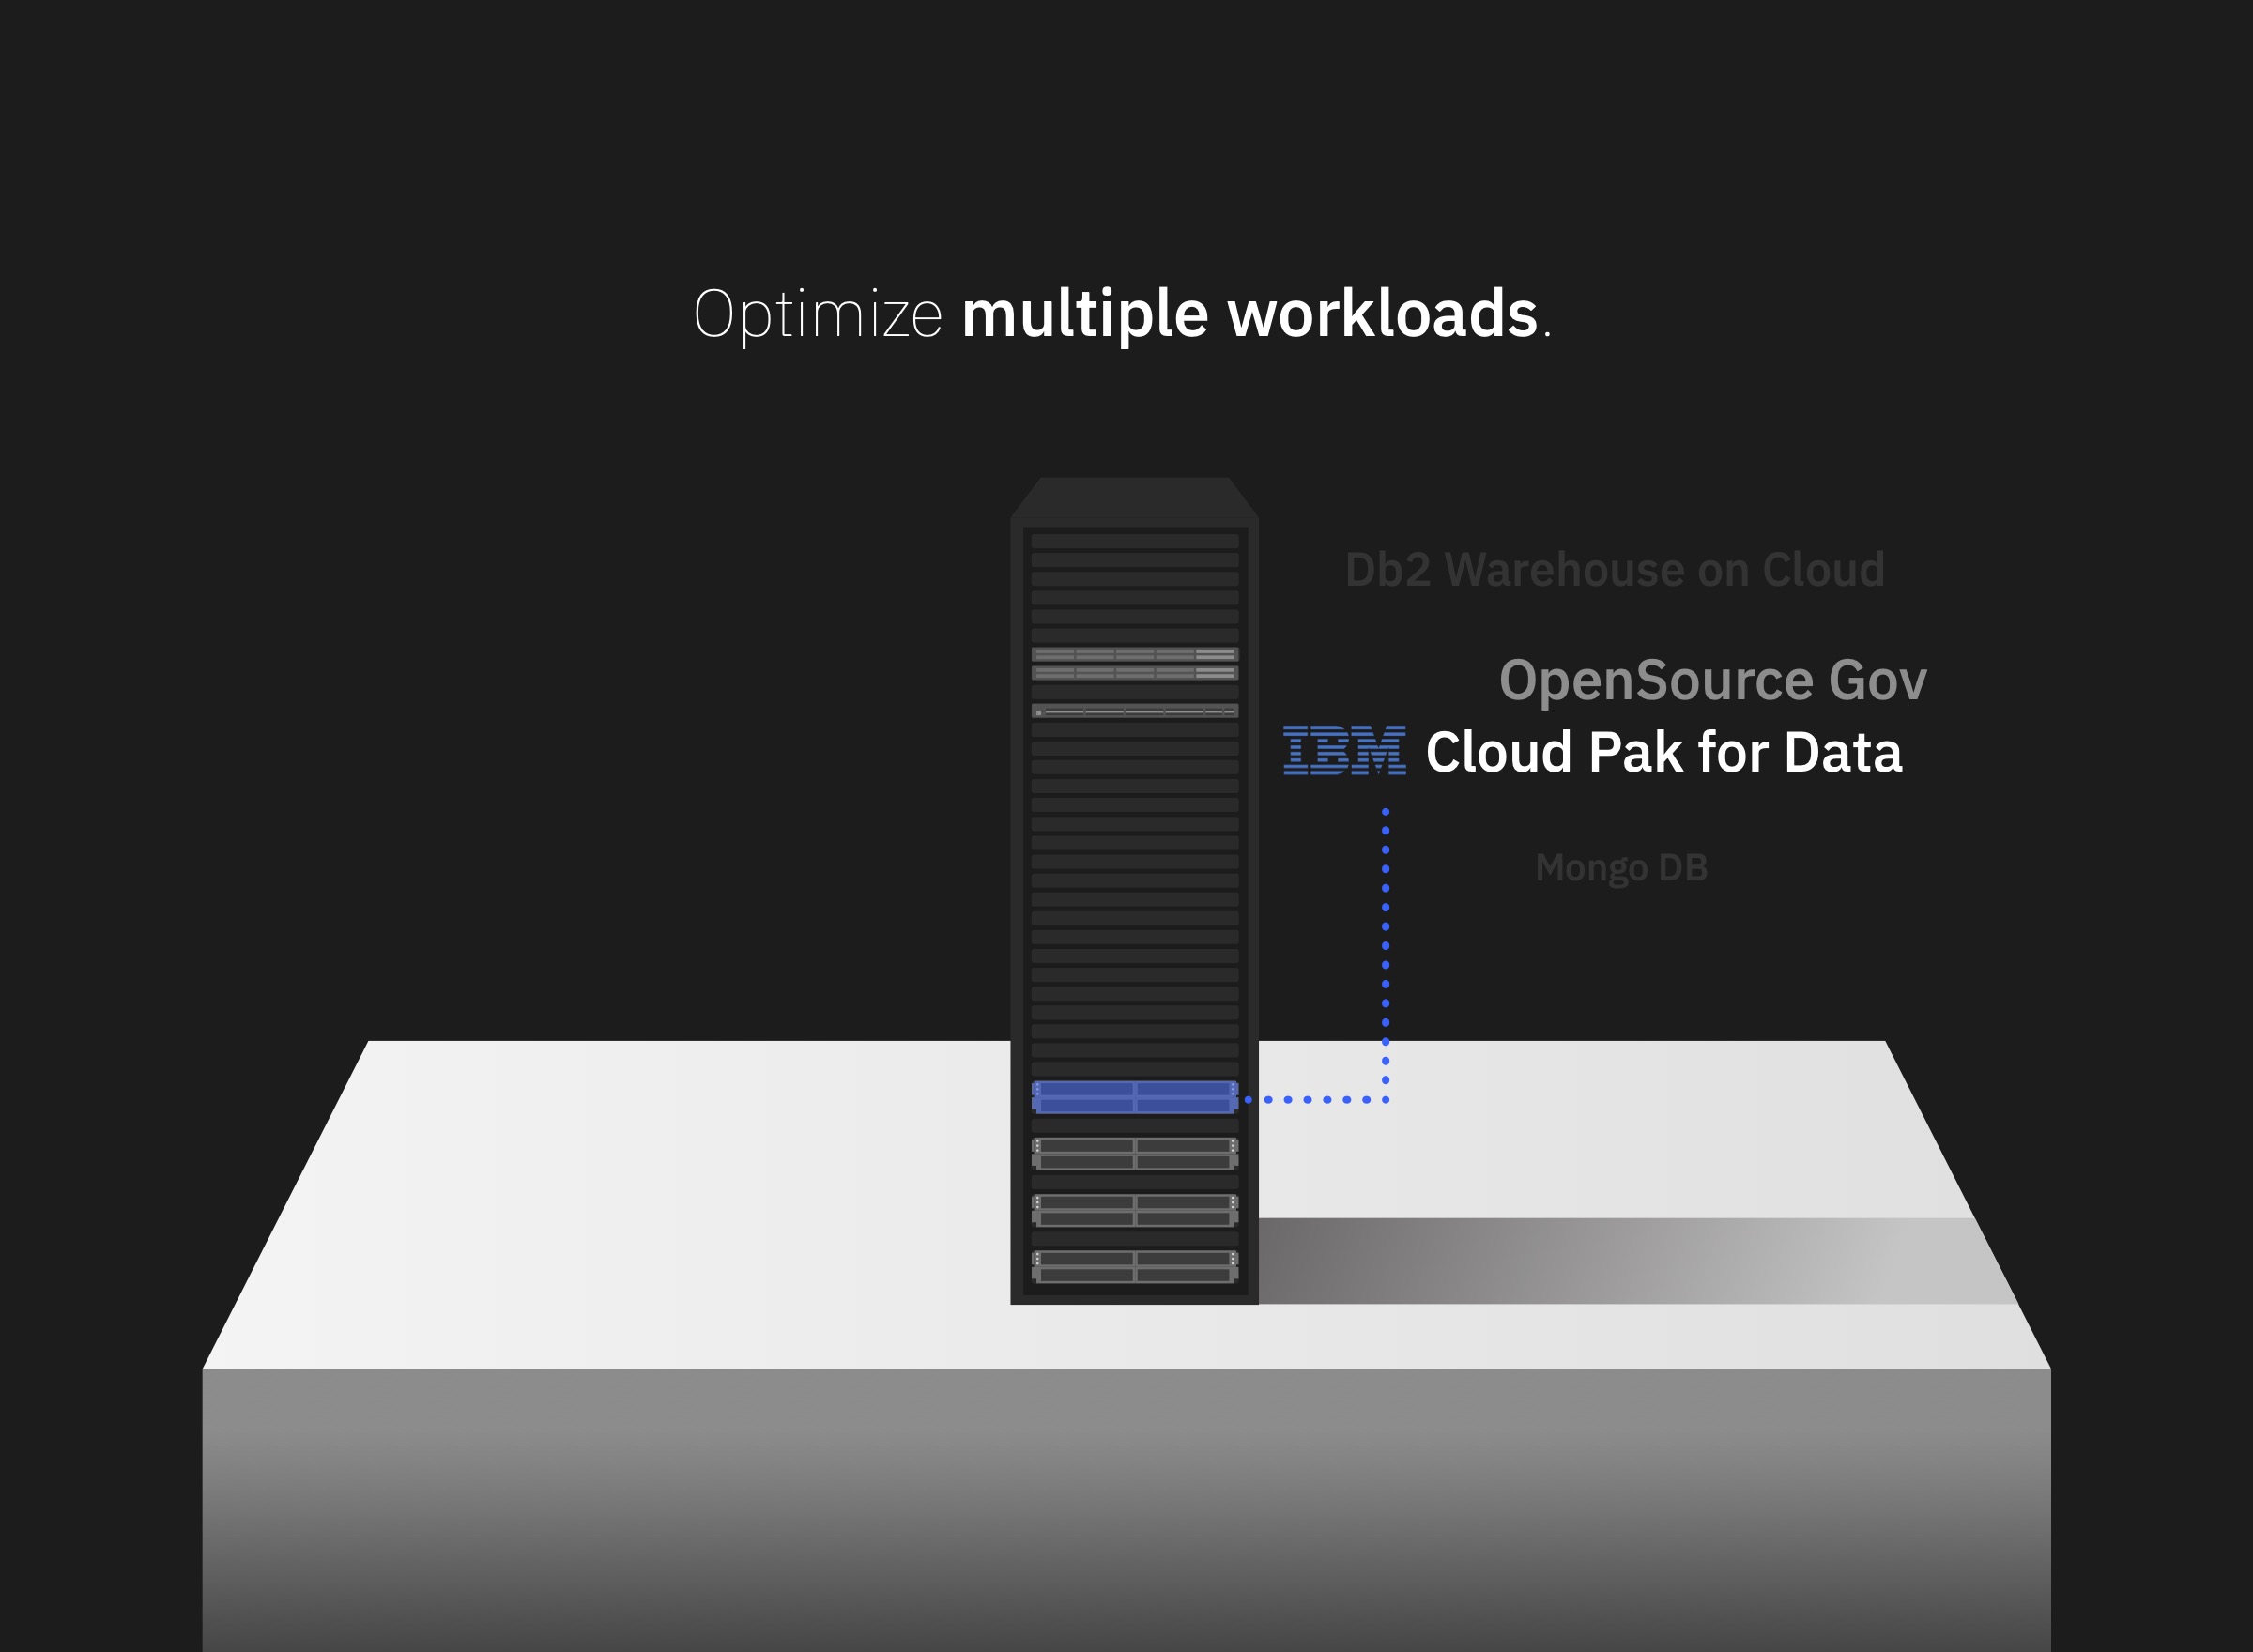 Optimize multiple workloads.
Db2 Warehouse on Cloud
OpenSource Gov
IBM Cloud Pak for Data
Mongo DB